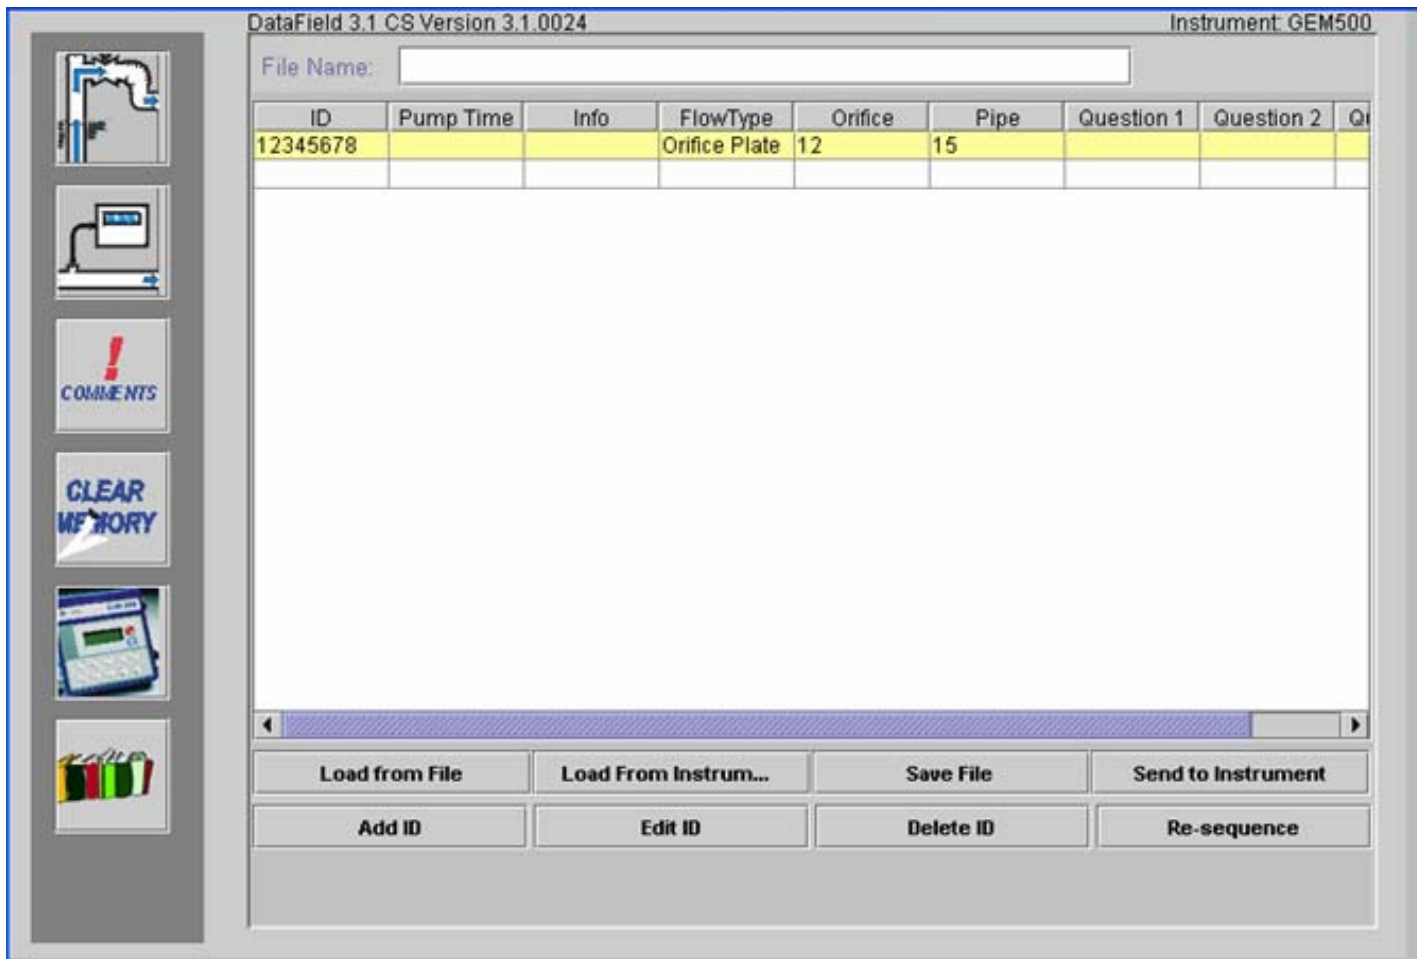 DataField 3.1 CS Version 3.1.0024 Instrument: GEM500
File Name:
ID Pump Time Info FlowType Orifice Pipe Question 1 Question 2 Qu
12345678 Orifice Plate 12 15
! COMMENTS
CLEAR
MEMORY
Load from File Load From Instrum... Save File Send to Instrument
Add ID Edit ID Delete ID Re-sequence